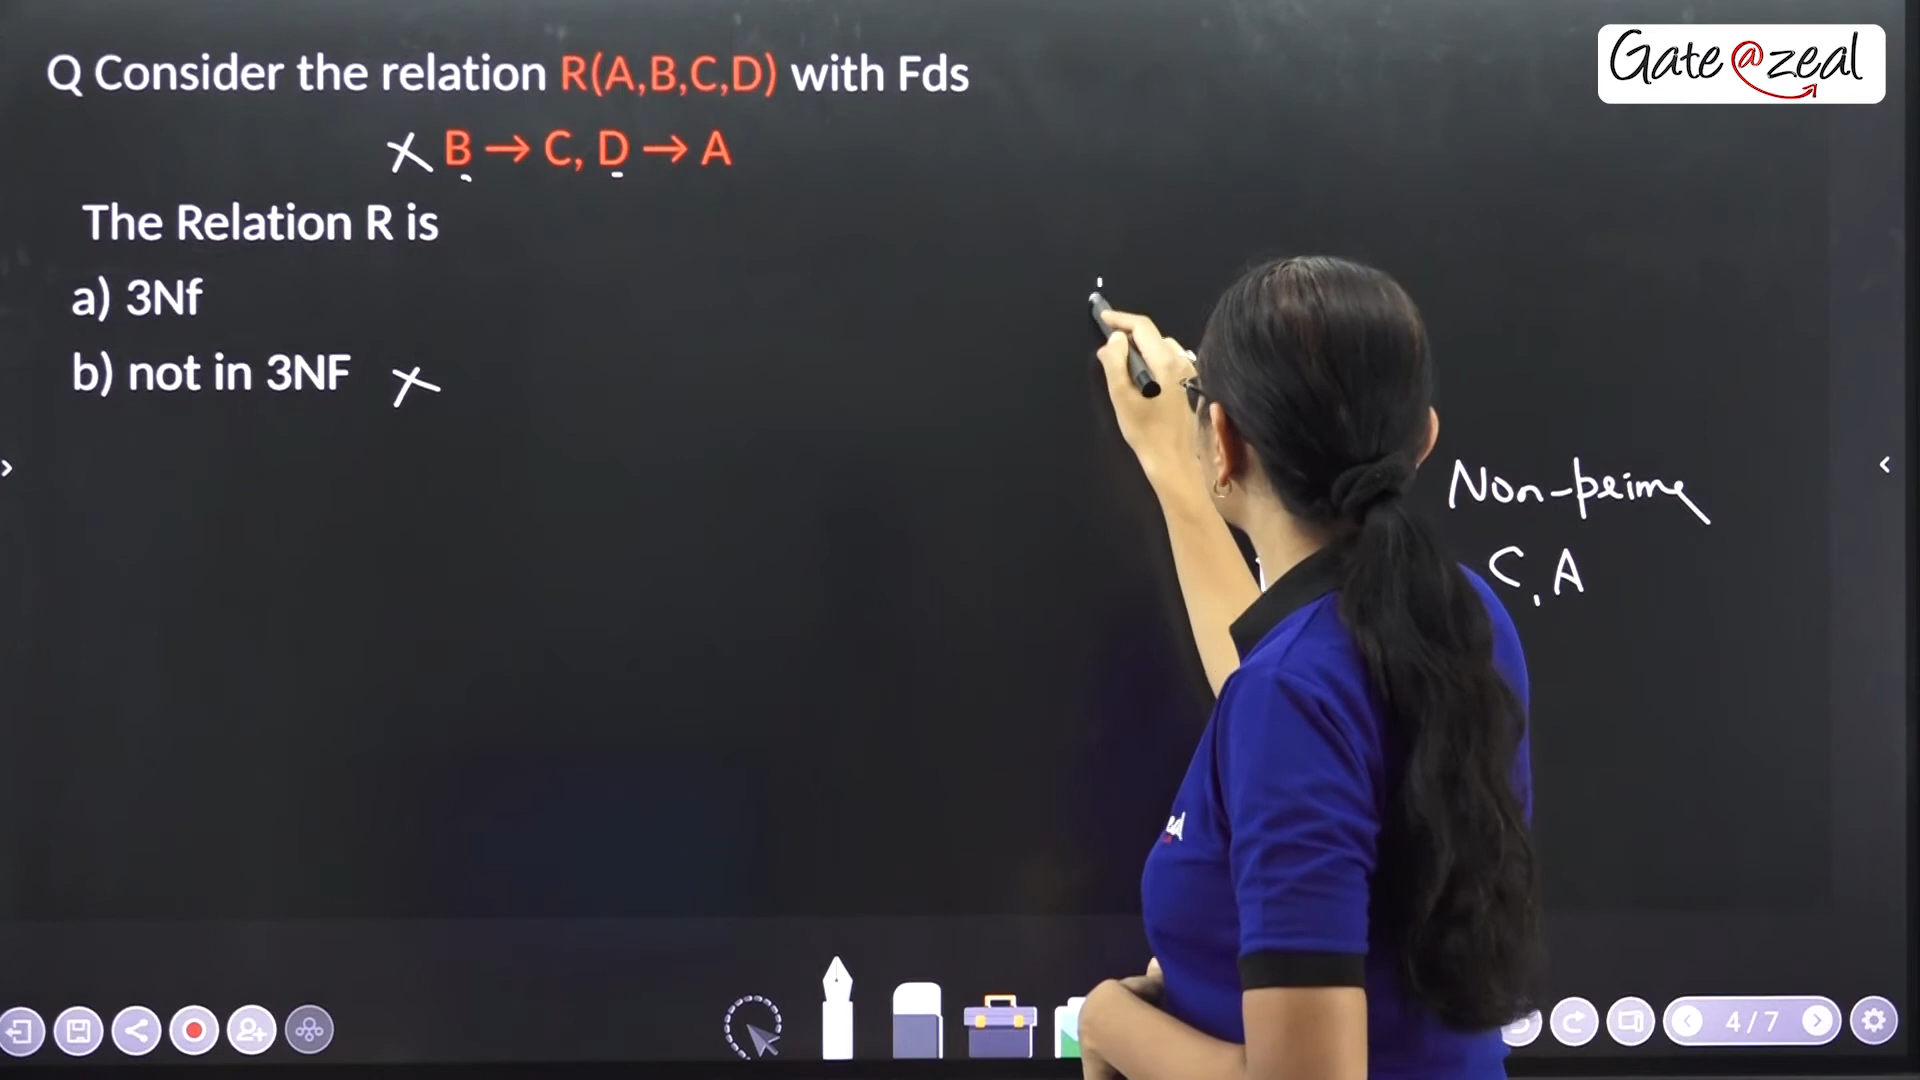 Q Consider the relation R(A,B,C,D) with Fds
B → C, D → A
The Relation R is
a) 3Nf
b) not in 3NF
Gate@zeal
Non-prime
C, A
4/7